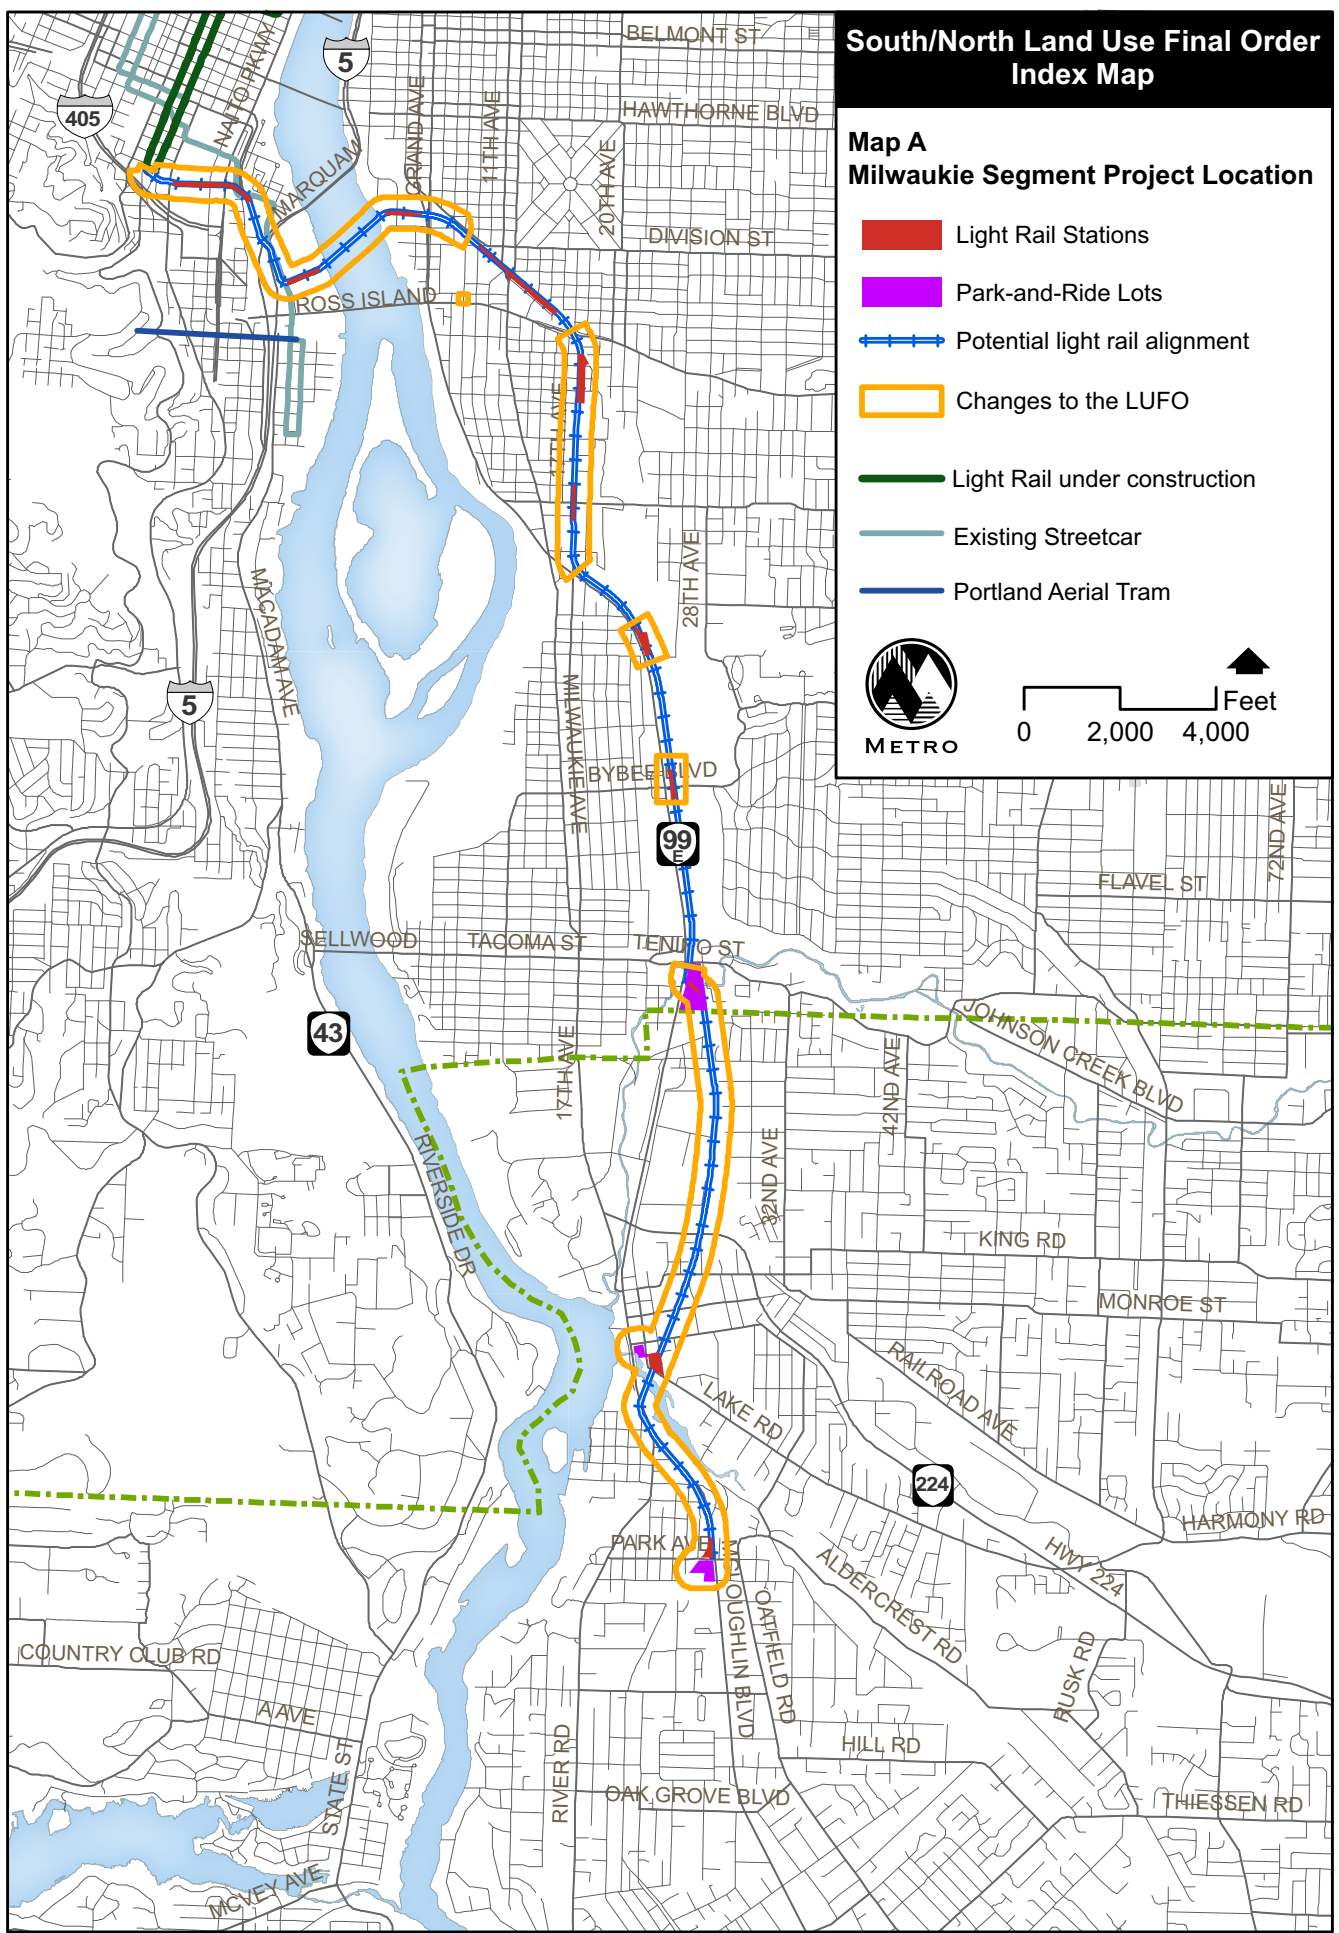 South/North Land Use Final Order
Index Map
Map A
Milwaukie Segment Project Location
Light Rail Stations
Park-and-Ride Lots
Potential light rail alignment
Changes to the LUFO
Light Rail under construction
Existing Streetcar
Portland Aerial Tram
METRO
Feet
0 2,000 4,000
BELMONT ST
5
405
NAITO PKWY
GRAND AVE
11TH AVE
HAWTHORNE BLVD
20TH AVE
MARQUAM
DIVISION ST
ROSS ISLAND
17TH AVE
28TH AVE
MACADAM AVE
5
MILWAUKIE AVE
BYBEE BLVD
99
E
72ND AVE
FLAVEL ST
SELLWOOD
TACOMA ST
TENINO ST
43
JOHNSON CREEK BLVD
17TH AVE
42ND AVE
32ND AVE
RIVERSIDE DR
KING RD
MONROE ST
RAILROAD AVE
LAKE RD
224
HARMONY RD
HWY 224
PARK AVE
MCLOUGHLIN BLVD
OATFIELD RD
ALDERCREST RD
RUSK RD
COUNTRY CLUB RD
A AVE
STATE ST
RIVER RD
HILL RD
OAK GROVE BLVD
THIESSEN RD
MCVEY AVE